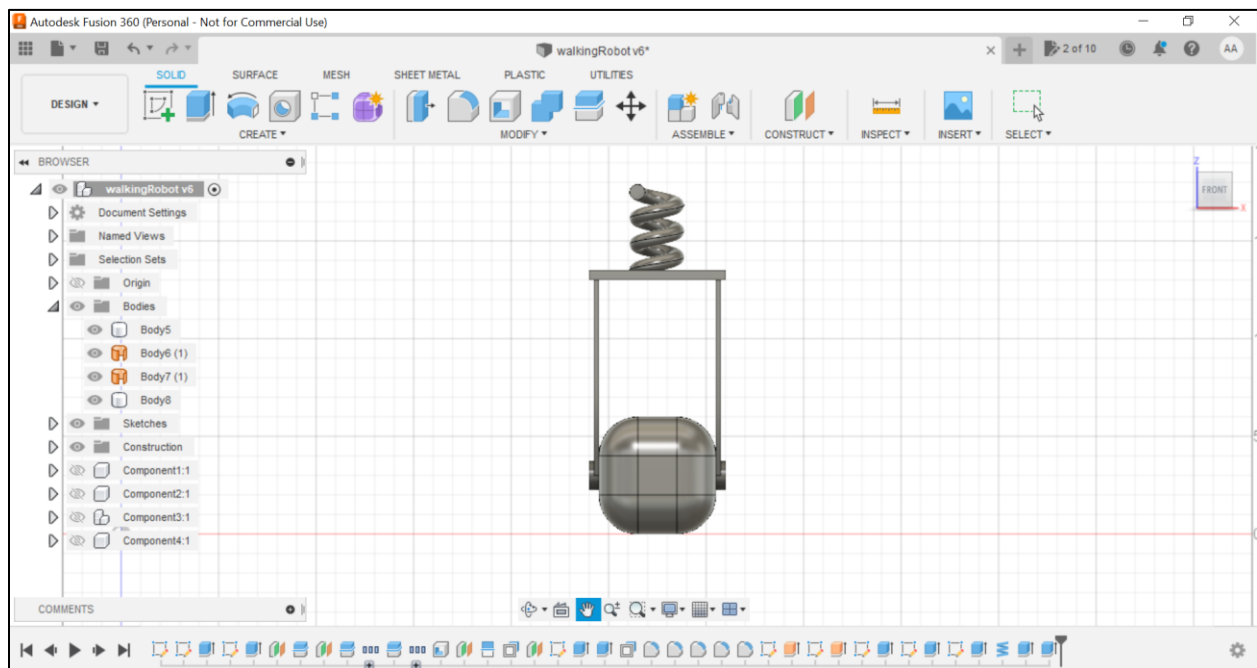 Autodesk Fusion 360 (Personal - Not for Commercial Use)
walkingRobot v6*
2 of 10
AA
SOLID SURFACE MESH SHEET METAL PLASTIC UTILITIES
DESIGN
CREATE MODIFY ASSEMBLE CONSTRUCT INSPECT INSERT SELECT
BROWSER
walkingRobot v6
Document Settings
Named Views
Selection Sets
Origin
Bodies
Body5
Body6 (1)
Body7 (1)
Body8
Sketches
Construction
Component1:1
Component2:1
Component3:1
Component4:1
Z
FRONT
X
COMMENTS